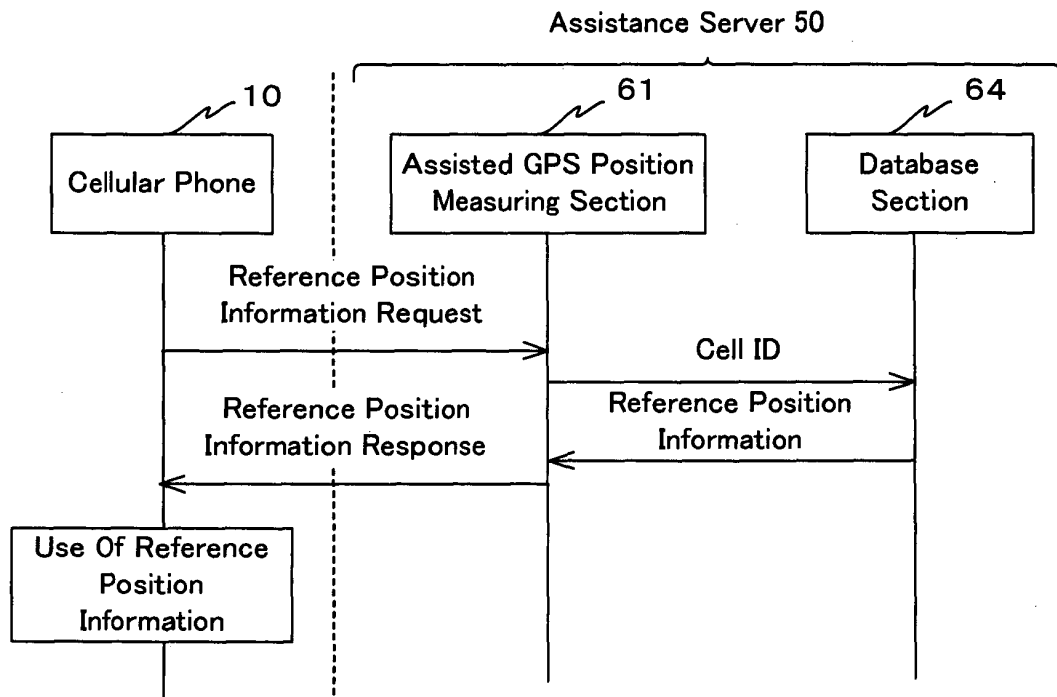 Assistance Server 50
10
61
64
Cellular Phone
Assisted GPS Position
Measuring Section
Database
Section
Reference Position
Information Request
Cell ID
Reference Position
Information
Reference Position
Information Response
Use Of Reference
Position
Information